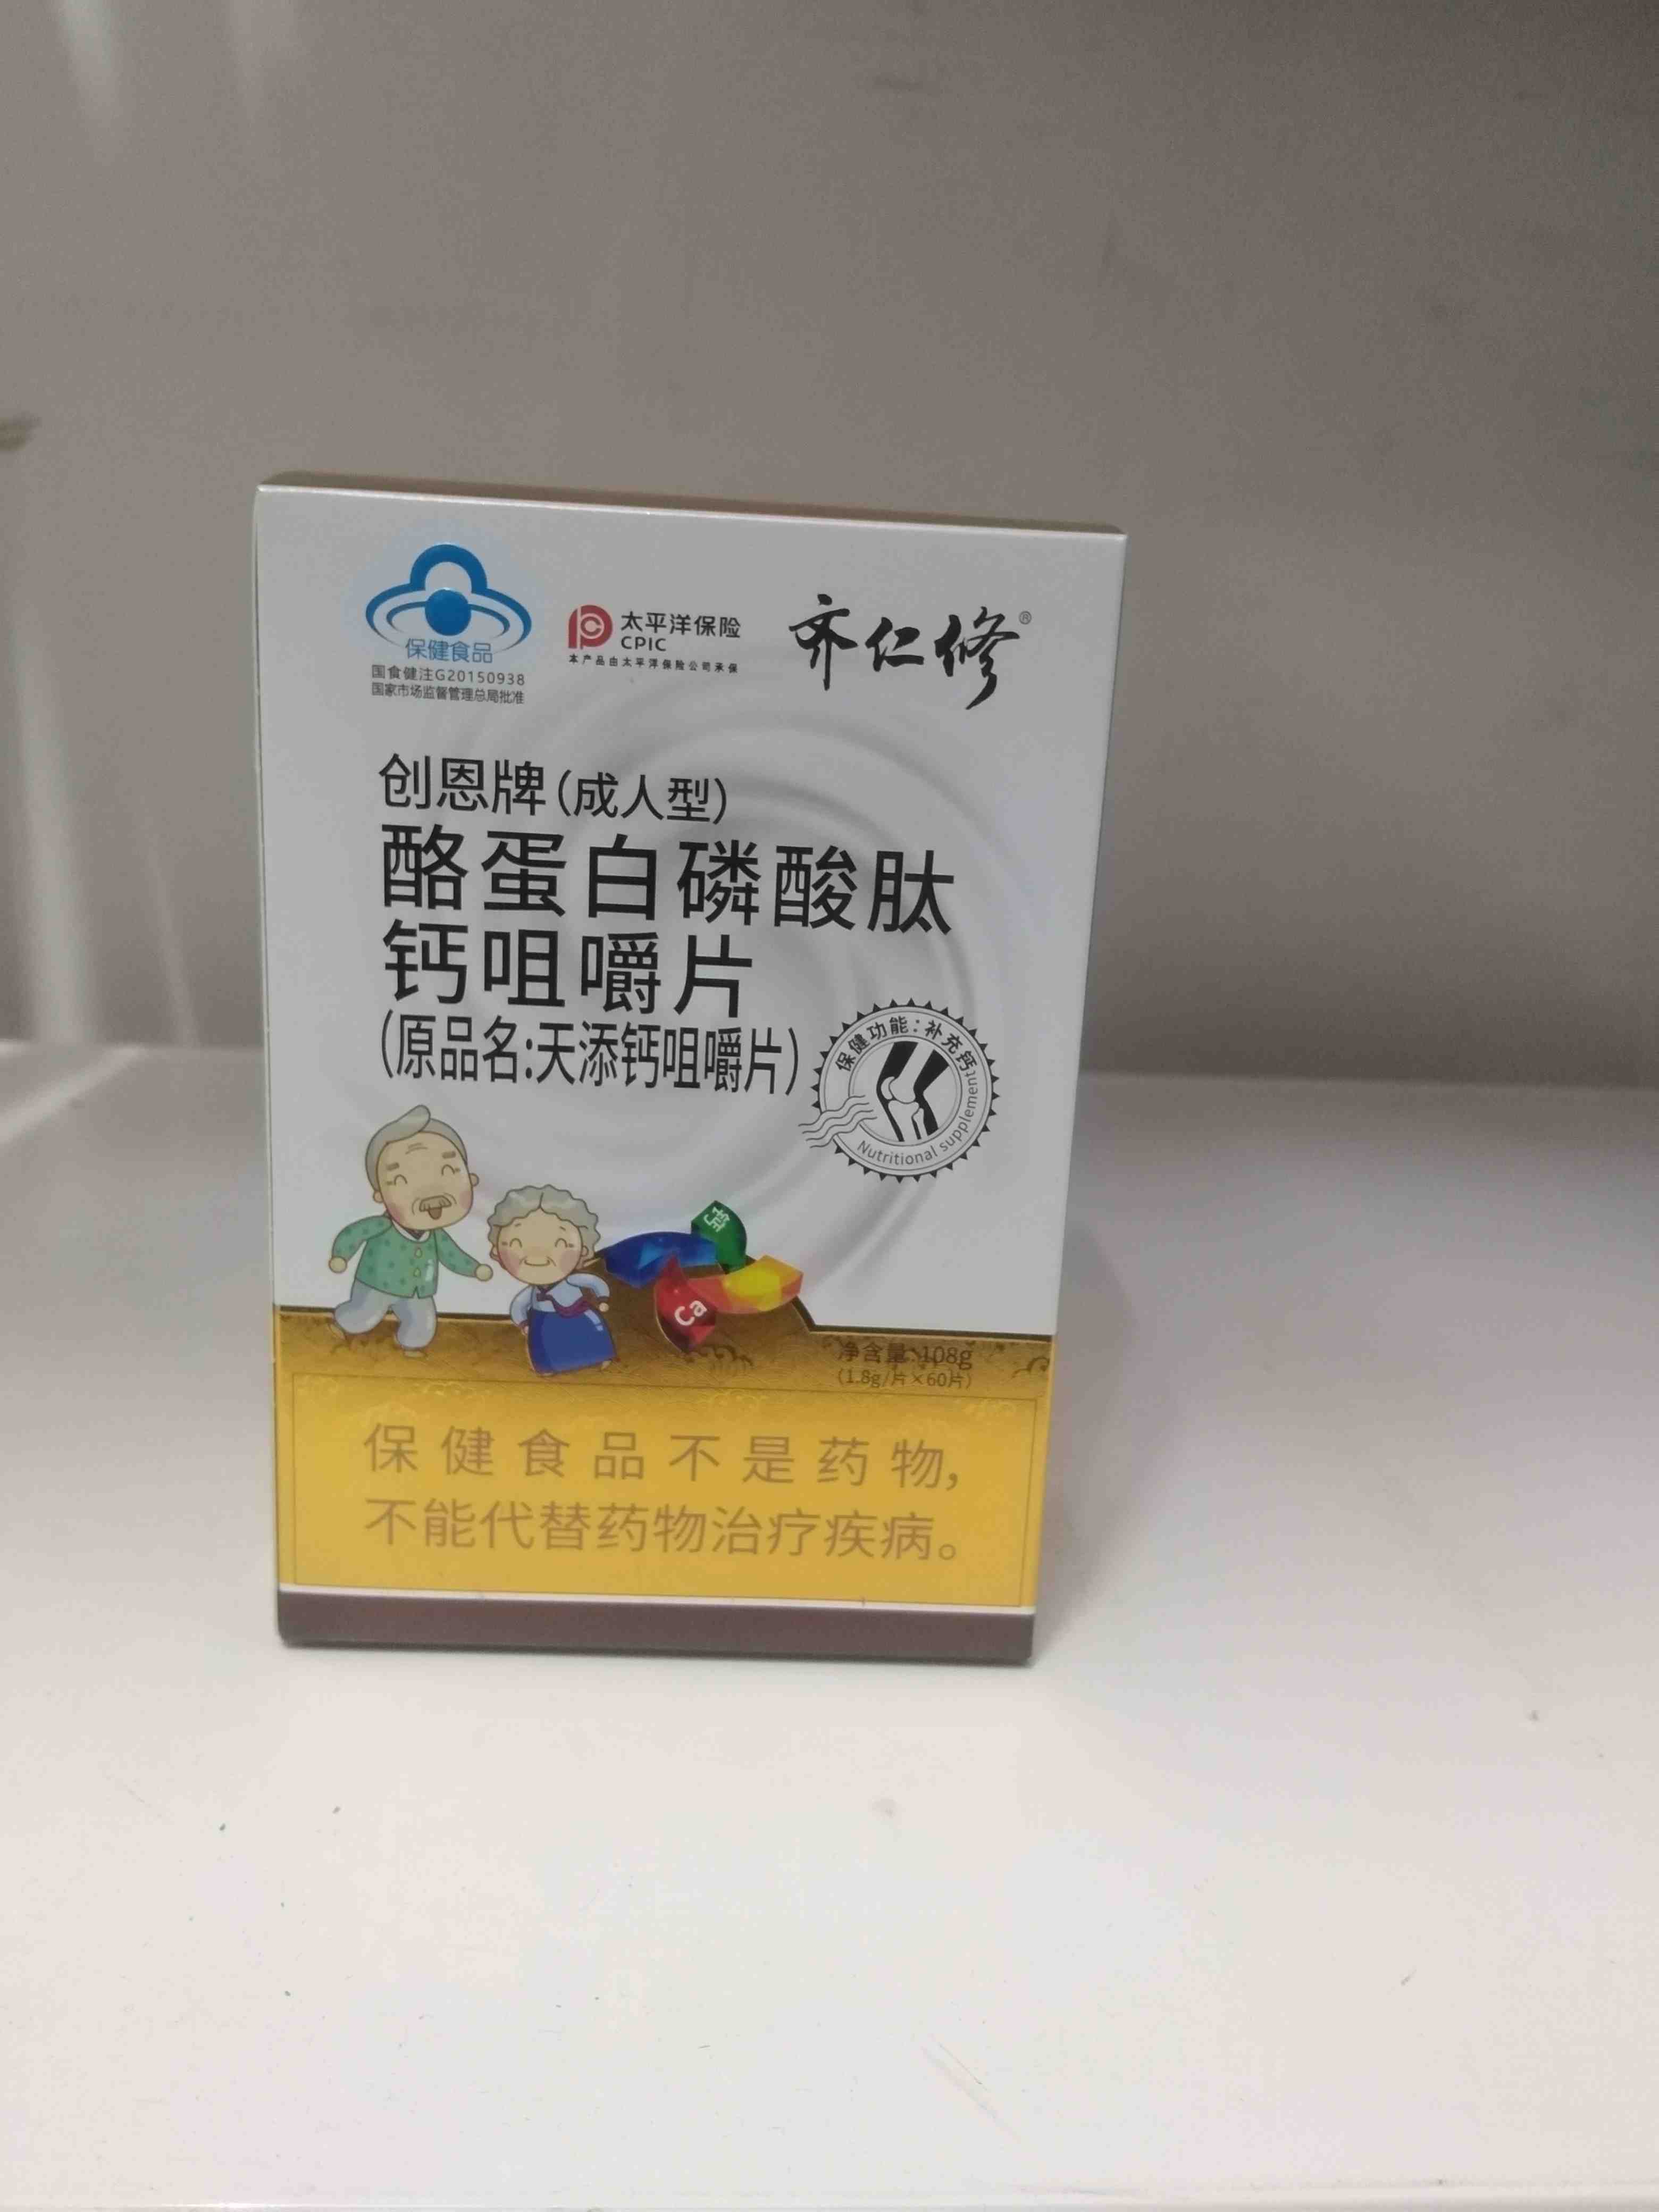 保健食品
国食健注G20150938
国家市场监督管理总局批准
太平洋保险
CPIC
本产品由太平洋保险公司承保
齐仁修®
创恩牌(成人型)
酪蛋白磷酸肽
钙咀嚼片
(原品名:天添钙咀嚼片)
保健功能:补充钙
Nutritional supplement
钙
Ca
净含量:108g
(1.8g/片×60片)
保健食品不是药物,
不能代替药物治疗疾病。